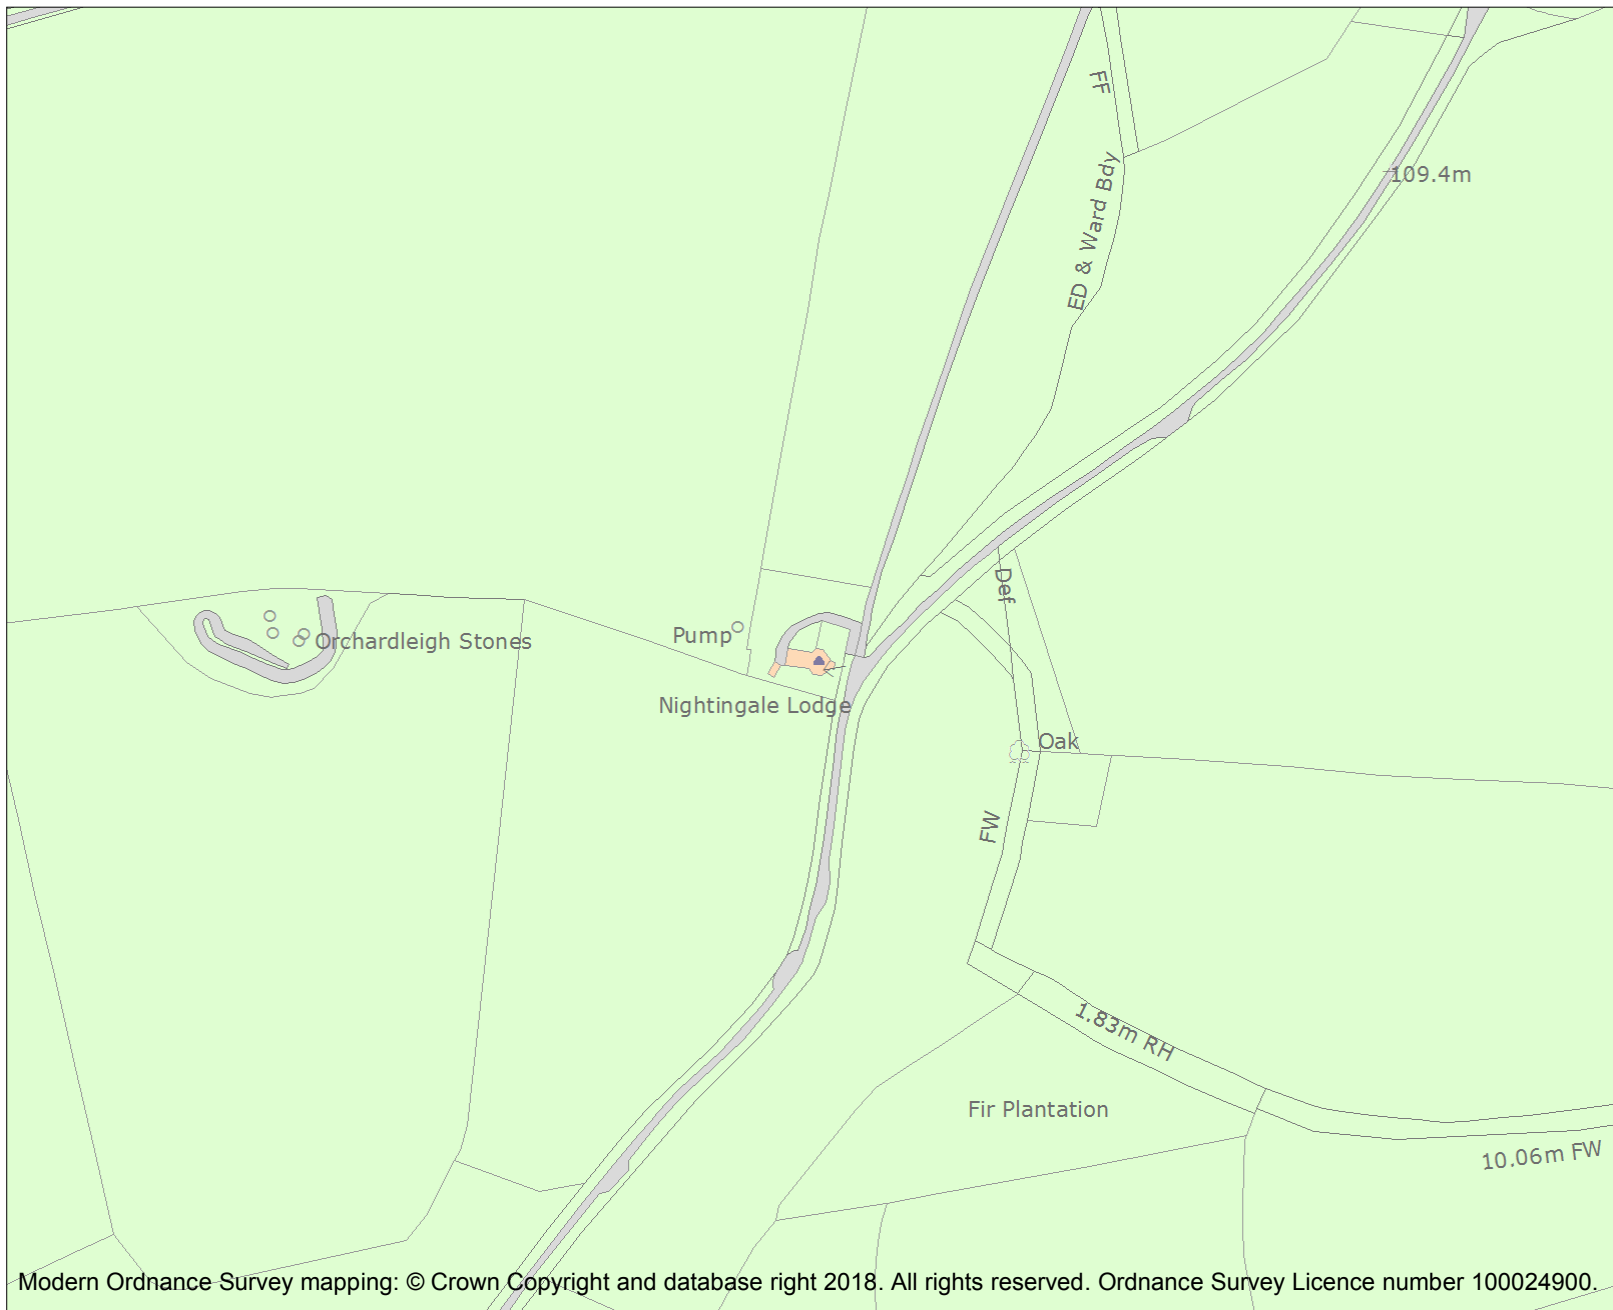 FF
ED & Ward Bdy
109.4m
Def
Pump
Orchardleigh Stones
Nightingale Lodge
Oak
FW
1.83m RH
Fir Plantation
10.06m FW
Modern Ordnance Survey mapping: © Crown Copyright and database right 2018. All rights reserved. Ordnance Survey Licence number 100024900.